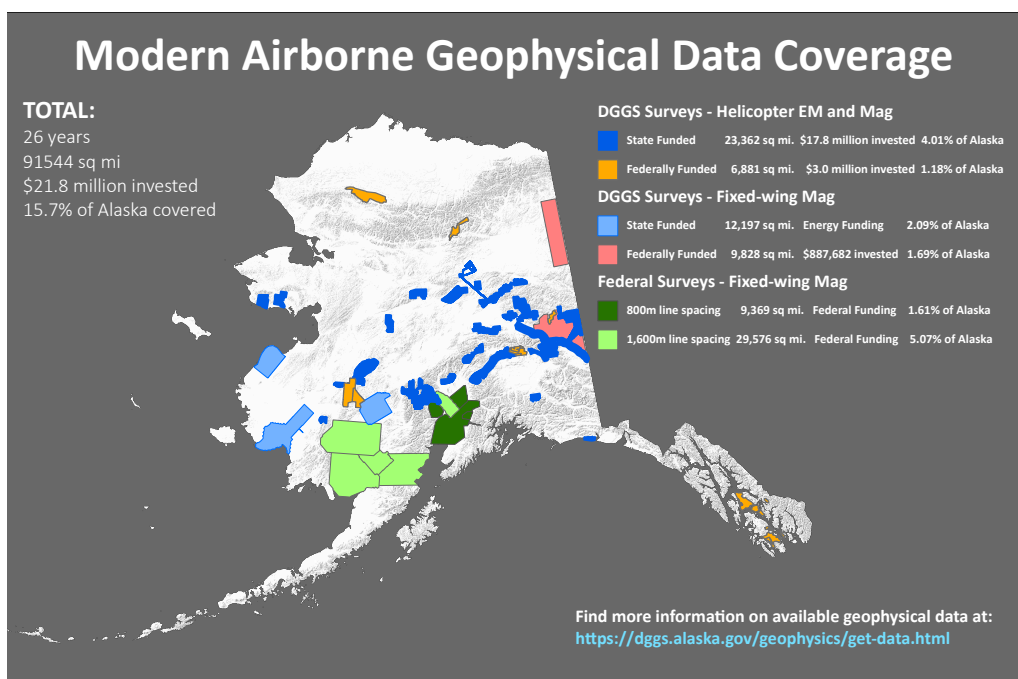 Modern Airborne Geophysical Data Coverage
TOTAL:
26 years
91544 sq mi
$21.8 million invested
15.7% of Alaska covered
DGGS Surveys - Helicopter EM and Mag
State Funded 23,362 sq mi. $17.8 million invested 4.01% of Alaska
Federally Funded 6,881 sq mi. $3.0 million invested 1.18% of Alaska
DGGS Surveys - Fixed-wing Mag
State Funded 12,197 sq mi. Energy Funding 2.09% of Alaska
Federally Funded 9,828 sq mi. $887,682 invested 1.69% of Alaska
Federal Surveys - Fixed-wing Mag
800m line spacing 9,369 sq mi. Federal Funding 1.61% of Alaska
1,600m line spacing 29,576 sq mi. Federal Funding 5.07% of Alaska
Find more information on available geophysical data at:
https://dggs.alaska.gov/geophysics/get-data.html